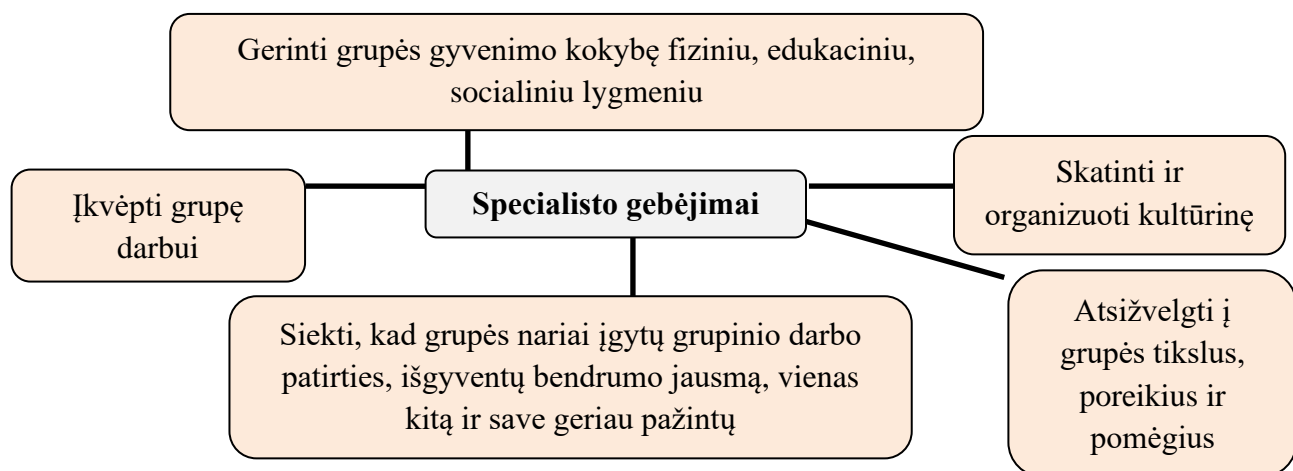 Gerinti grupės gyvenimo kokybę fiziniu, edukaciniu,
socialiniu lygmeniu
Įkvėpti grupę
darbui
Specialisto gebėjimai
Skatinti ir
organizuoti kultūrinę
Siekti, kad grupės nariai įgytų grupinio darbo
patirties, išgyventų bendrumo jausmą, vienas
kitą ir save geriau pažintų
Atsižvelgti į
grupės tikslus,
poreikius ir
pomėgius